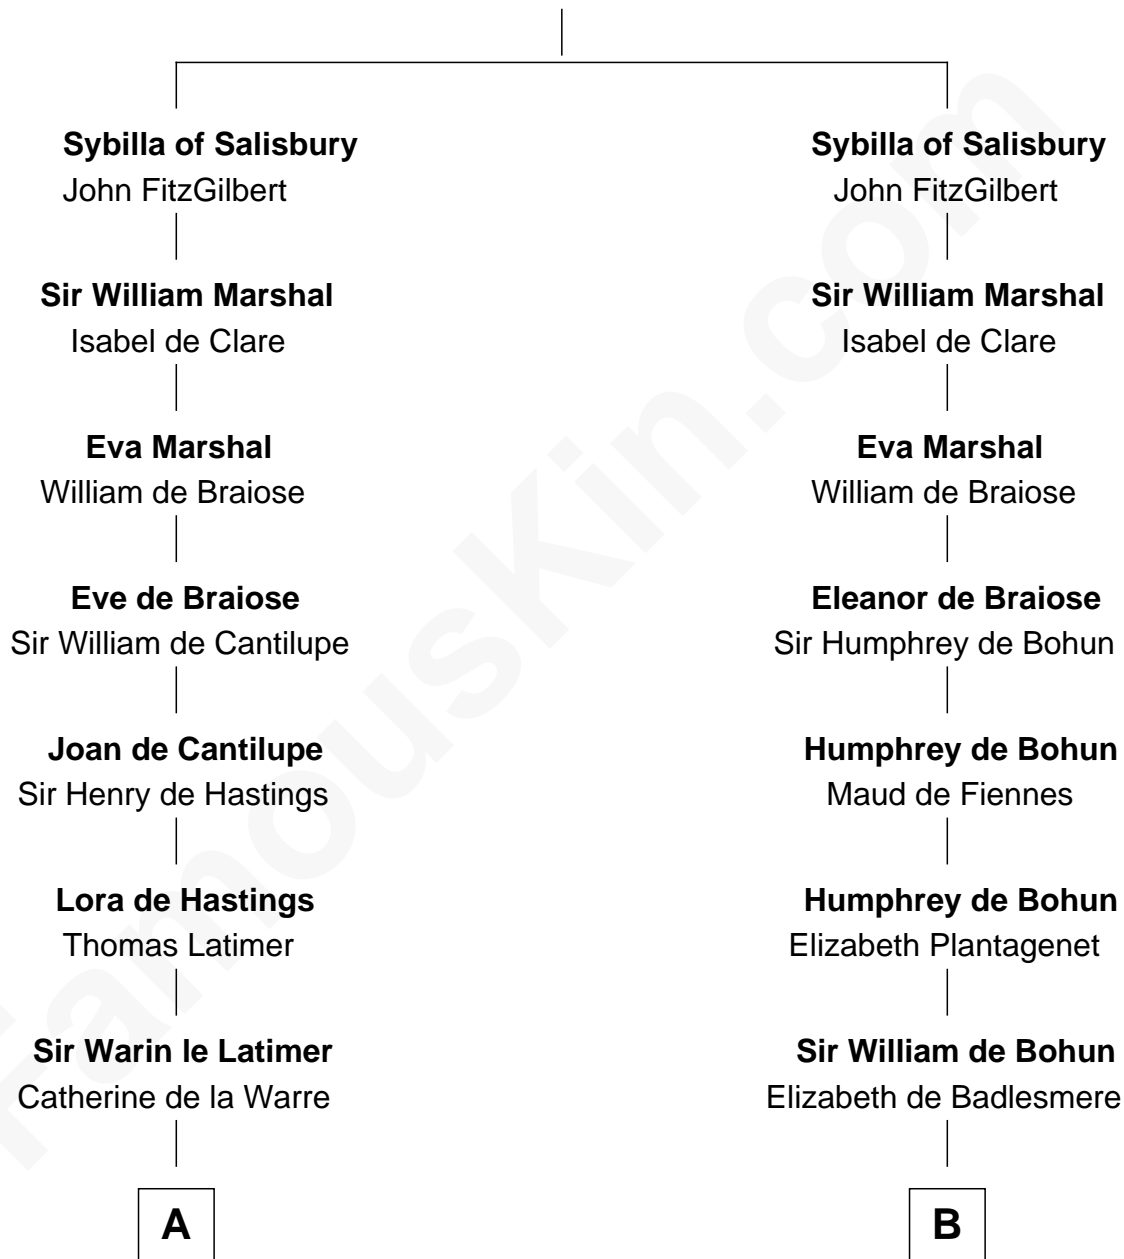 Sybilla of Salisbury
John FitzGilbert
Sir William Marshal
Isabel de Clare
Eva Marshal
William de Braiose
Eve de Braiose
Sir William de Cantilupe
Joan de Cantilupe
Sir Henry de Hastings
Lora de Hastings
Thomas Latimer
Sir Warin le Latimer
Catherine de la Warre
A
Sybilla of Salisbury
John FitzGilbert
Sir William Marshal
Isabel de Clare
Eva Marshal
William de Braiose
Eleanor de Braiose
Sir Humphrey de Bohun
Humphrey de Bohun
Maud de Fiennes
Humphrey de Bohun
Elizabeth Plantagenet
Sir William de Bohun
Elizabeth de Badlesmere
B
FamousKin.com